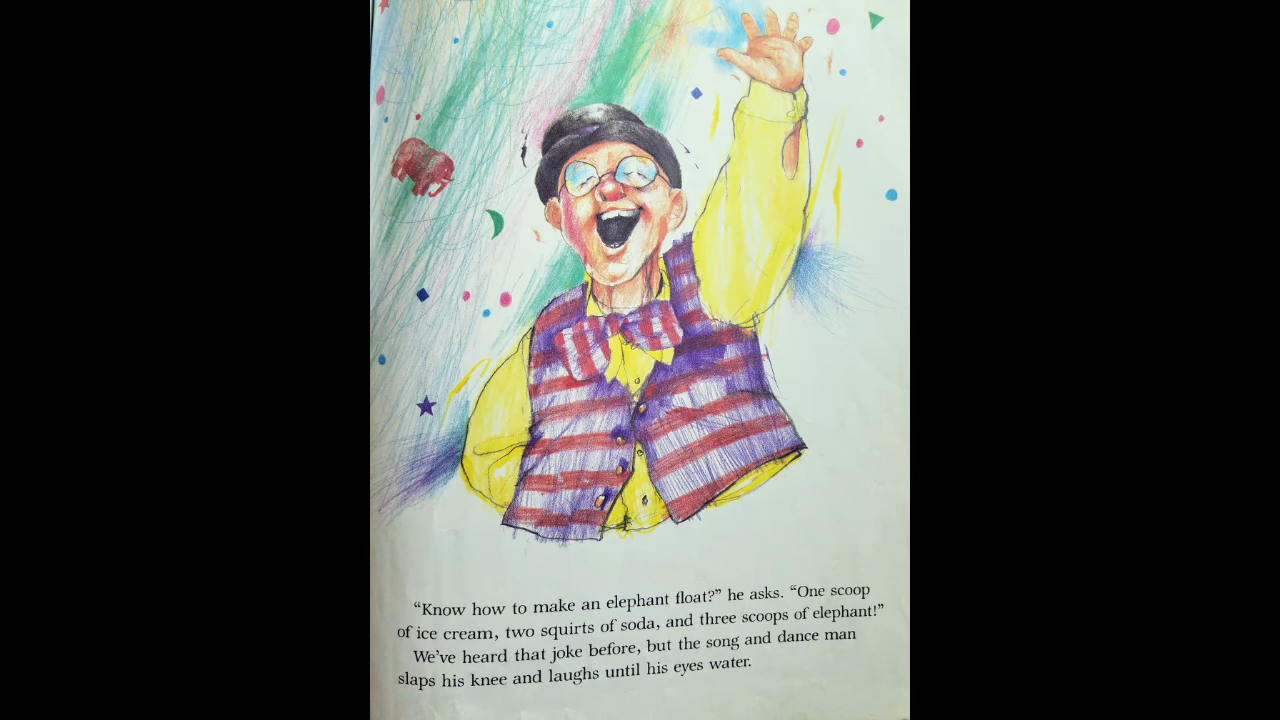 “Know how to make an elephant float?” he asks. “One scoop
of ice cream, two squirts of soda, and three scoops of elephant!”
We’ve heard that joke before, but the song and dance man
slaps his knee and laughs until his eyes water.